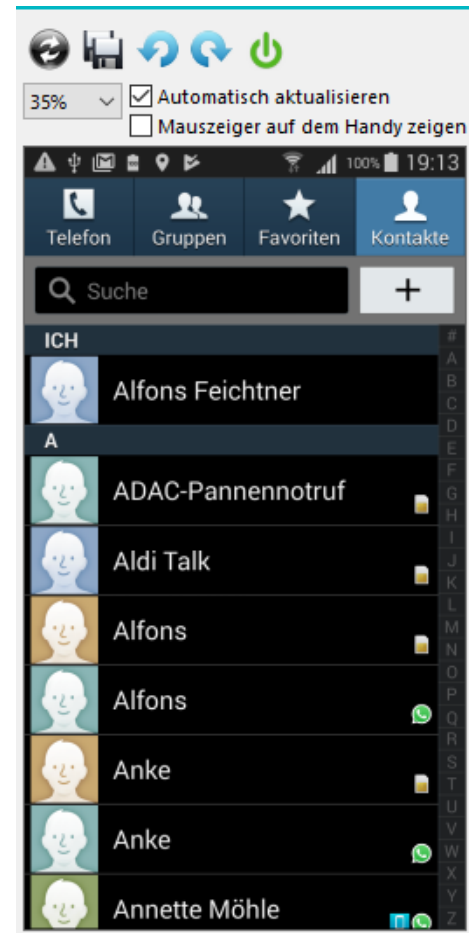 35%
Automatisch aktualisieren
Mauszeiger auf dem Handy zeigen
100% 19:13
Telefon Gruppen Favoriten Kontakte
Suche +
ICH
Alfons Feichtner
A
ADAC-Pannennotruf
Aldi Talk
Alfons
Alfons
Anke
Anke
Annette Möhle
#
A
B
C
D
E
F
G
H
I
J
K
L
M
N
O
P
Q
R
S
T
U
V
W
X
Y
Z